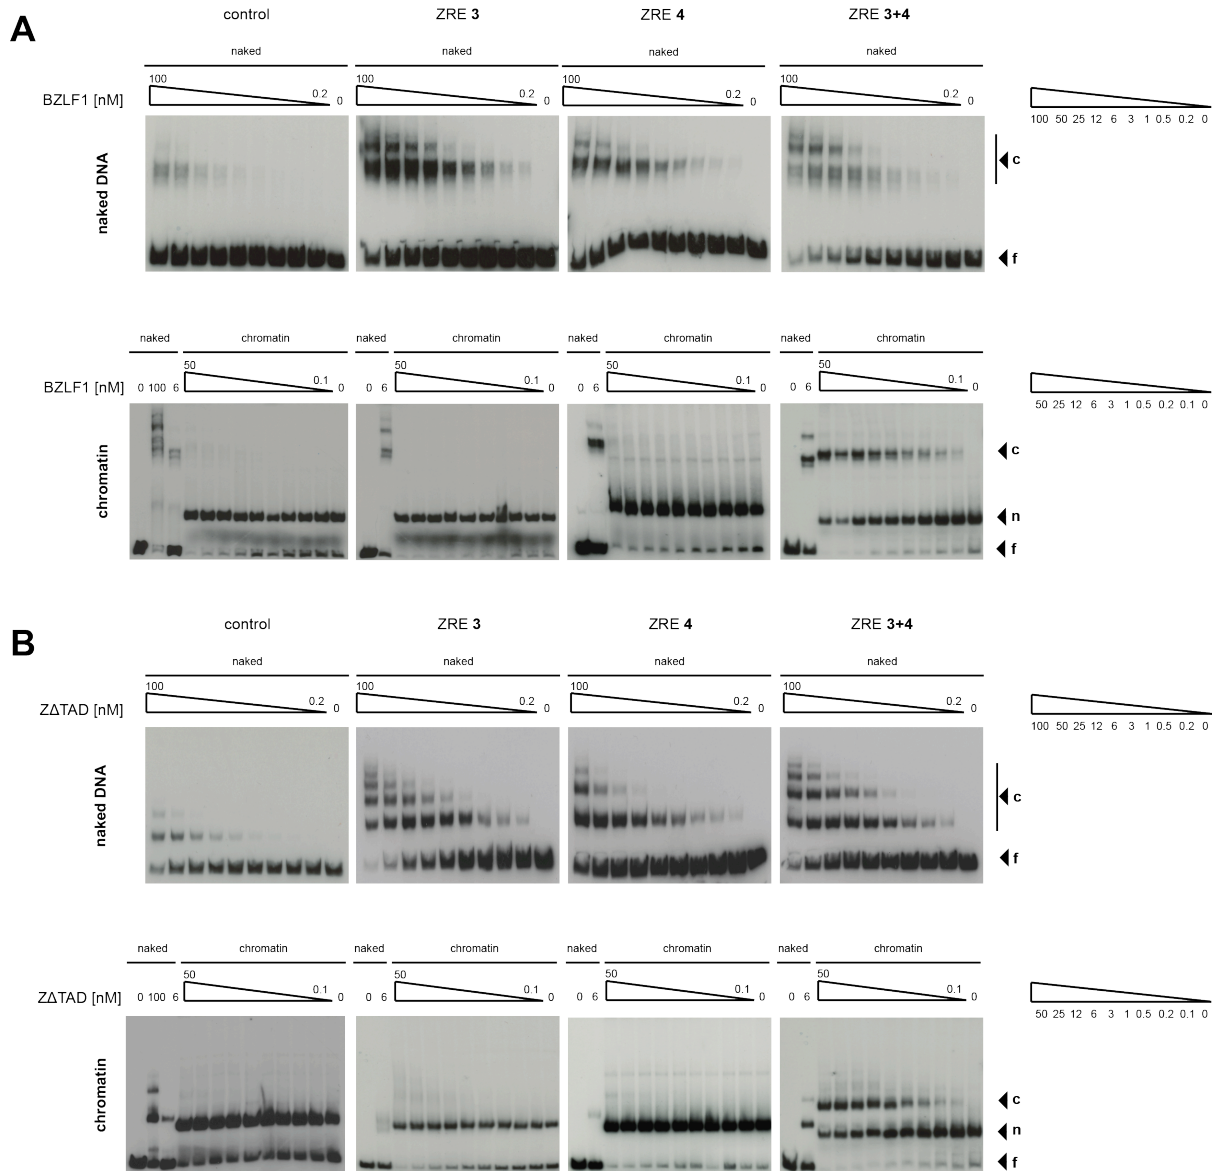 A
control ZRE 3 ZRE 4 ZRE 3+4
naked naked naked naked
BZLF1 [nM] 100 0.2 0 100 0.2 0 100 0.2 0 100 0.2 0
100 50 25 12 6 3 1 0.5 0.2 0
naked DNA
c
f
naked chromatin naked chromatin naked chromatin naked chromatin
BZLF1 [nM] 0 100 6 50 0.1 0 0 6 50 0.1 0 0 6 50 0.1 0 0 6 50 0.1 0
50 25 12 6 3 1 0.5 0.2 0.1 0
chromatin
c
n
f
B
control ZRE 3 ZRE 4 ZRE 3+4
naked naked naked naked
ZΔTAD [nM] 100 0.2 0 100 0.2 0 100 0.2 0 100 0.2 0
100 50 25 12 6 3 1 0.5 0.2 0
naked DNA
c
f
naked chromatin naked chromatin naked chromatin naked chromatin
ZΔTAD [nM] 0 100 6 50 0.1 0 0 6 50 0.1 0 0 6 50 0.1 0 0 6 50 0.1 0
50 25 12 6 3 1 0.5 0.2 0.1 0
chromatin
c
n
f